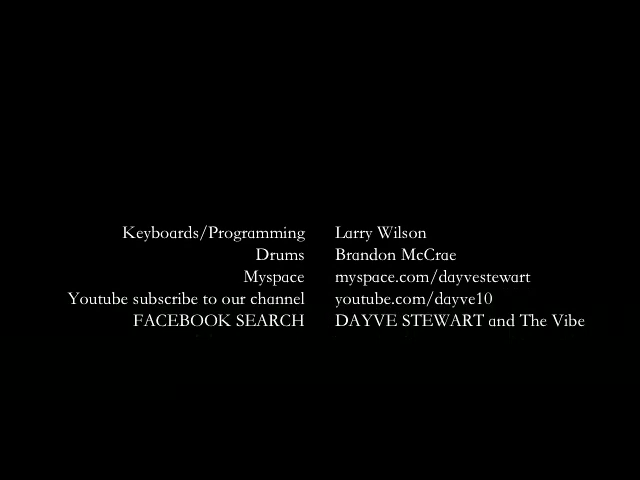 Keyboards/Programming Larry Wilson
Drums Brandon McCrae
Myspace myspace.com/dayvestewart
Youtube subscribe to our channel youtube.com/dayve10
FACEBOOK SEARCH DAYVE STEWART and The Vibe